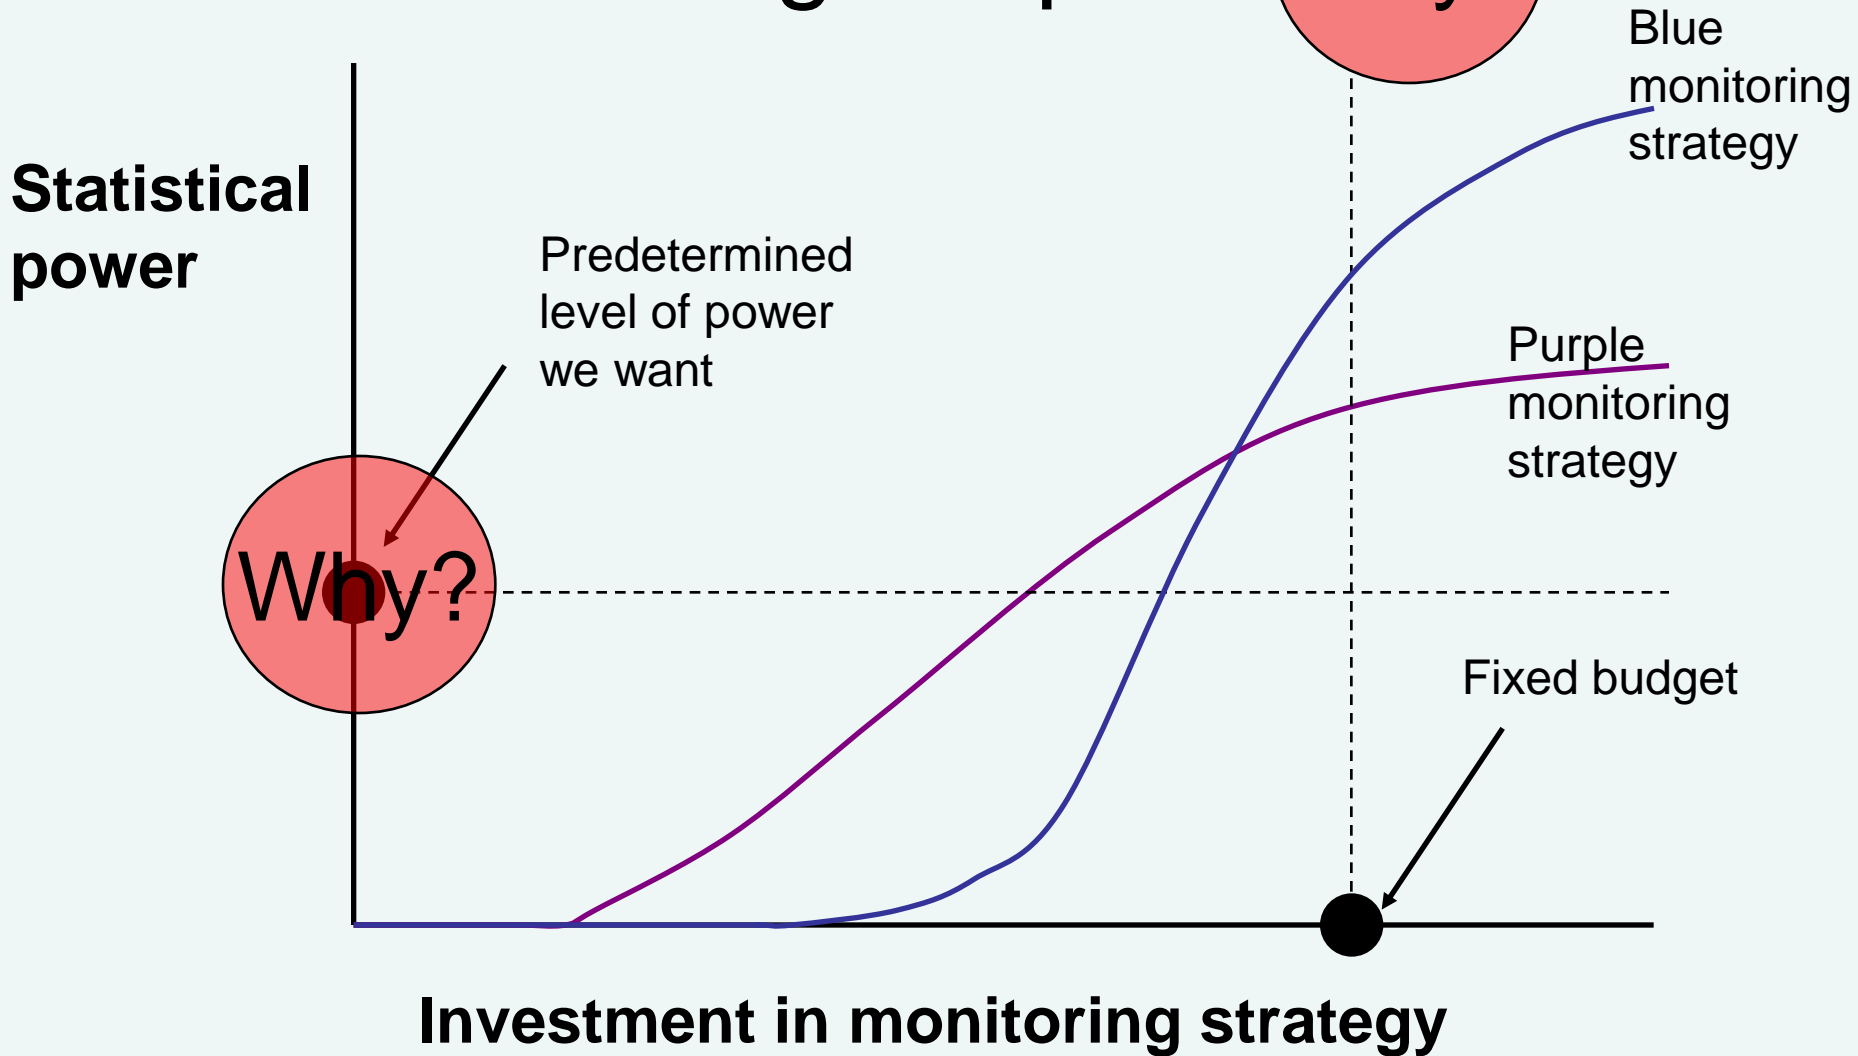 Blue
monitoring
strategy
Statistical
power
Predetermined
level of power
we want
Purple
monitoring
strategy
Why?
Fixed budget
Investment in monitoring strategy